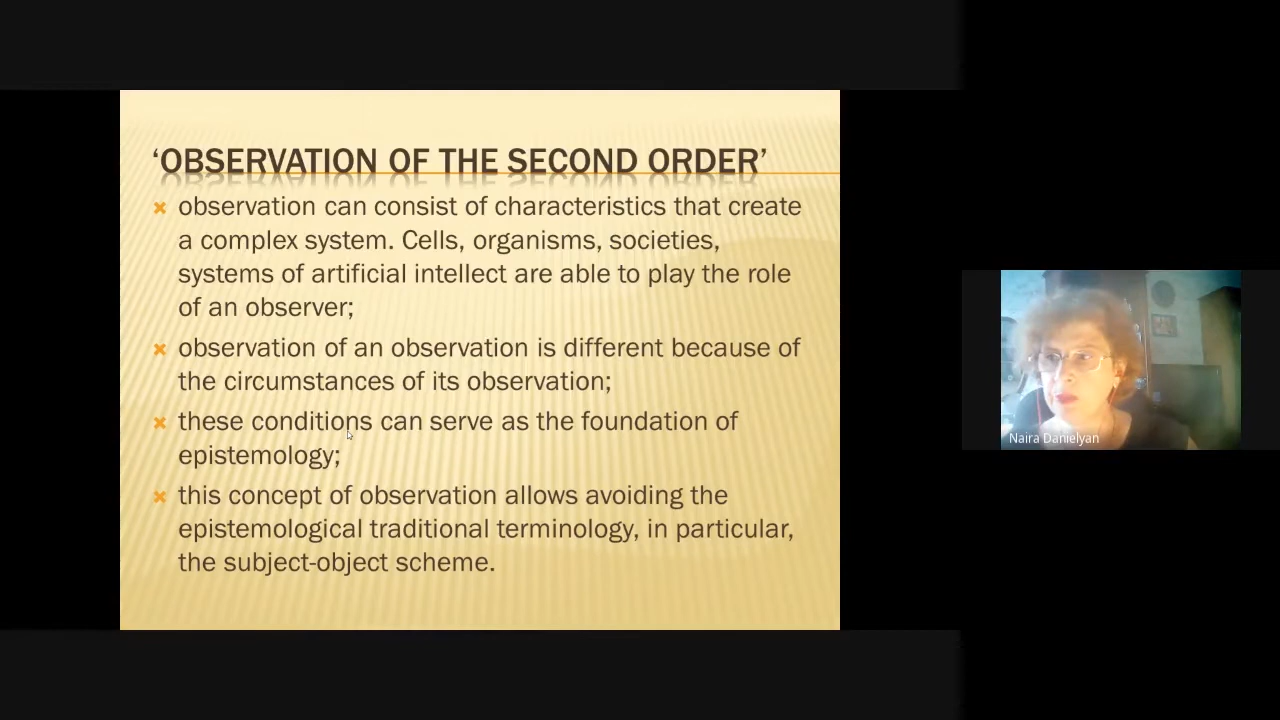 ‘OBSERVATION OF THE SECOND ORDER’
observation can consist of characteristics that create
a complex system. Cells, organisms, societies,
systems of artificial intellect are able to play the role
of an observer;
observation of an observation is different because of
the circumstances of its observation;
these conditions can serve as the foundation of
epistemology;
this concept of observation allows avoiding the
epistemological traditional terminology, in particular,
the subject-object scheme.
Naira Danielyan